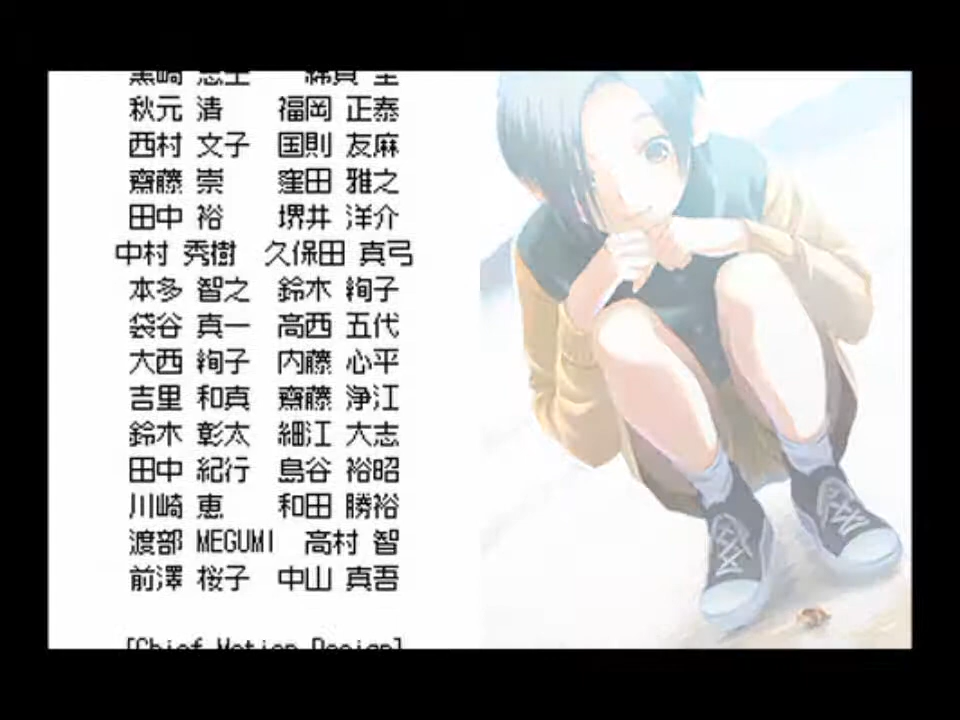 秋元 清 福岡 正泰
西村 文子 国則 友麻
齋藤 崇 窪田 雅之
田中 裕 堺井 洋介
中村 秀樹 久保田 真弓
本多 智之 鈴木 絢子
袋谷 真一 高西 五代
大西 絢子 内藤 心平
吉里 和真 齋藤 浄江
鈴木 彰太 細江 大志
田中 紀行 島谷 裕昭
川崎 恵 和田 勝裕
渡部 MEGUMI 高村 智
前澤 桜子 中山 真吾
[Chief Motion Design]